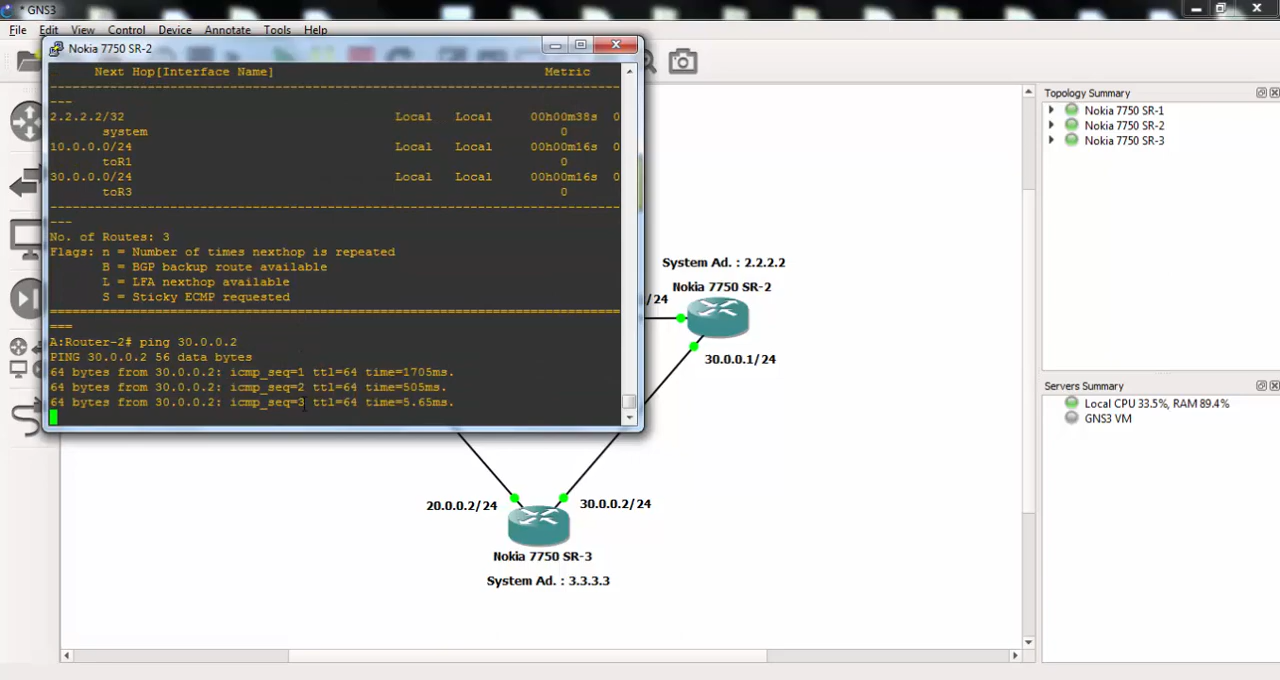 * GNS3
File Edit View Control Device Annotate Tools Help
Nokia 7750 SR-2
Next Hop[Interface Name] Metric
-------------------------------------------------------------------------------
---
2.2.2.2/32 Local Local 00h00m38s 0
system 0
10.0.0.0/24 Local Local 00h00m16s 0
toR1 0
30.0.0.0/24 Local Local 00h00m16s 0
toR3 0
-------------------------------------------------------------------------------
---
No. of Routes: 3
Flags: n = Number of times nexthop is repeated
B = BGP backup route available
L = LFA nexthop available
S = Sticky ECMP requested
===============================================================================
===
A:Router-2# ping 30.0.0.2
PING 30.0.0.2 56 data bytes
64 bytes from 30.0.0.2: icmp_seq=1 ttl=64 time=1705ms.
64 bytes from 30.0.0.2: icmp_seq=2 ttl=64 time=505ms.
64 bytes from 30.0.0.2: icmp_seq=3 ttl=64 time=5.65ms.
System Ad. : 2.2.2.2
Nokia 7750 SR-2
/24
30.0.0.1/24
20.0.0.2/24
30.0.0.2/24
Nokia 7750 SR-3
System Ad. : 3.3.3.3
Topology Summary
Nokia 7750 SR-1
Nokia 7750 SR-2
Nokia 7750 SR-3
Servers Summary
Local CPU 33.5%, RAM 89.4%
GNS3 VM